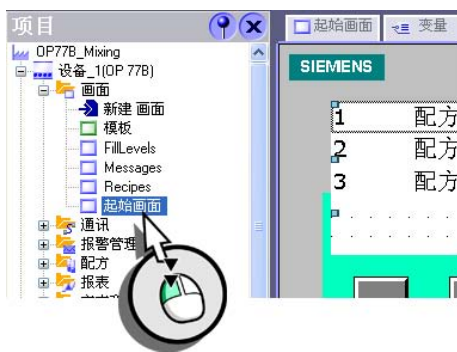 项目
OP77B_Mixing
设备_1(OP 77B)
画面
新建 画面
模板
FillLevels
Messages
Recipes
起始画面
通讯
报警管理
配方
报表
起始画面
变量
SIEMENS
1 配方
2 配方
3 配方